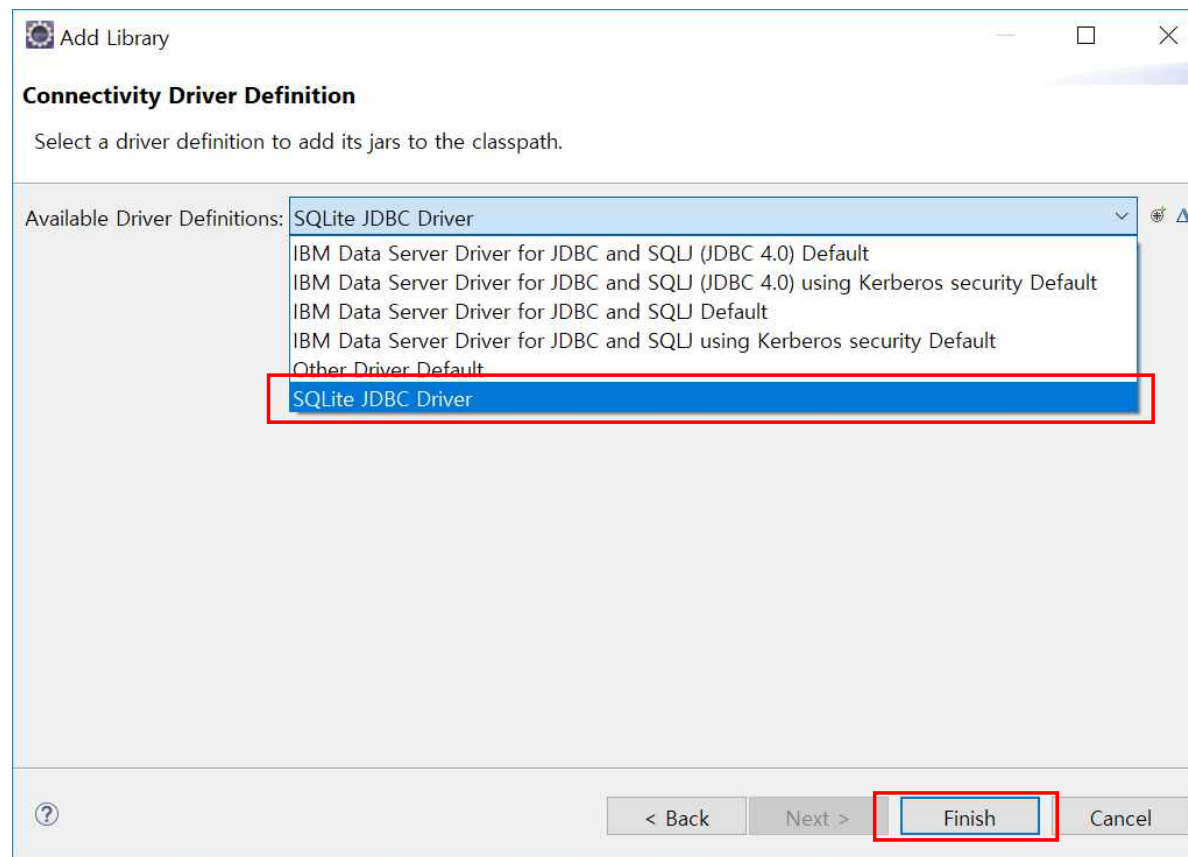 Add Library
Connectivity Driver Definition
Select a driver definition to add its jars to the classpath.
Available Driver Definitions: SQLite JDBC Driver
IBM Data Server Driver for JDBC and SQLJ (JDBC 4.0) Default
IBM Data Server Driver for JDBC and SQLJ (JDBC 4.0) using Kerberos security Default
IBM Data Server Driver for JDBC and SQLJ Default
IBM Data Server Driver for JDBC and SQLJ using Kerberos security Default
Other Driver Default
SQLite JDBC Driver
? < Back Next > Finish Cancel